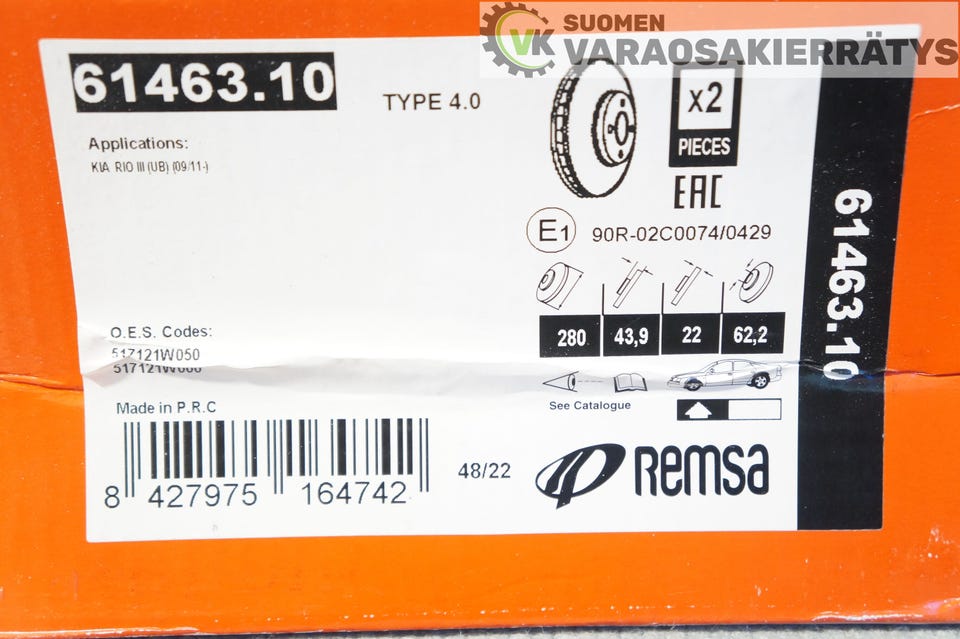 SUOMEN
VK VARAOSAKIERRÄTYS
61463.10
TYPE 4.0
x2
PIECES
Applications:
KIA RIO III (UB) (09/11-)
EAC
E1 90R-02C0074/0429
280 43,9 22 62,2
O.E.S. Codes:
517121W050
See Catalogue
Made in P.R.C
8 427975 164742
48/22
Remsa
61463.10